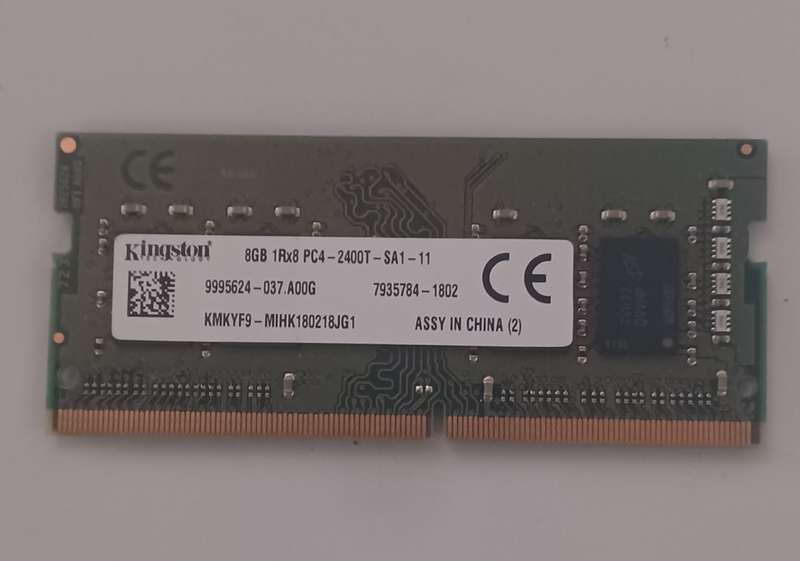 Kingston
TECHNOLOGY
8GB 1Rx8 PC4-2400T-SA1-11
9995624-037.A00G
7935784-1802
KMKYF9-MIHK180218JG1
ASSY IN CHINA (2)
CE
CE